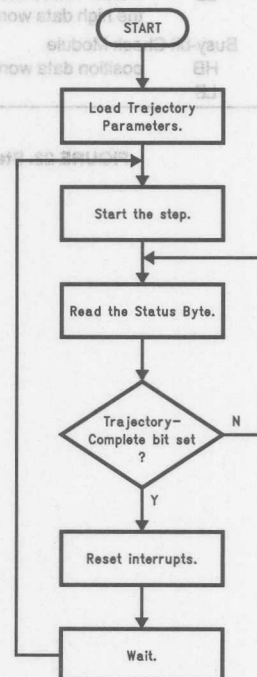 START
Load Trajectory
Parameters.
Start the step.
Read the Status Byte.
Trajectory-
Complete bit set
?
N
Y
Reset interrupts.
Wait.